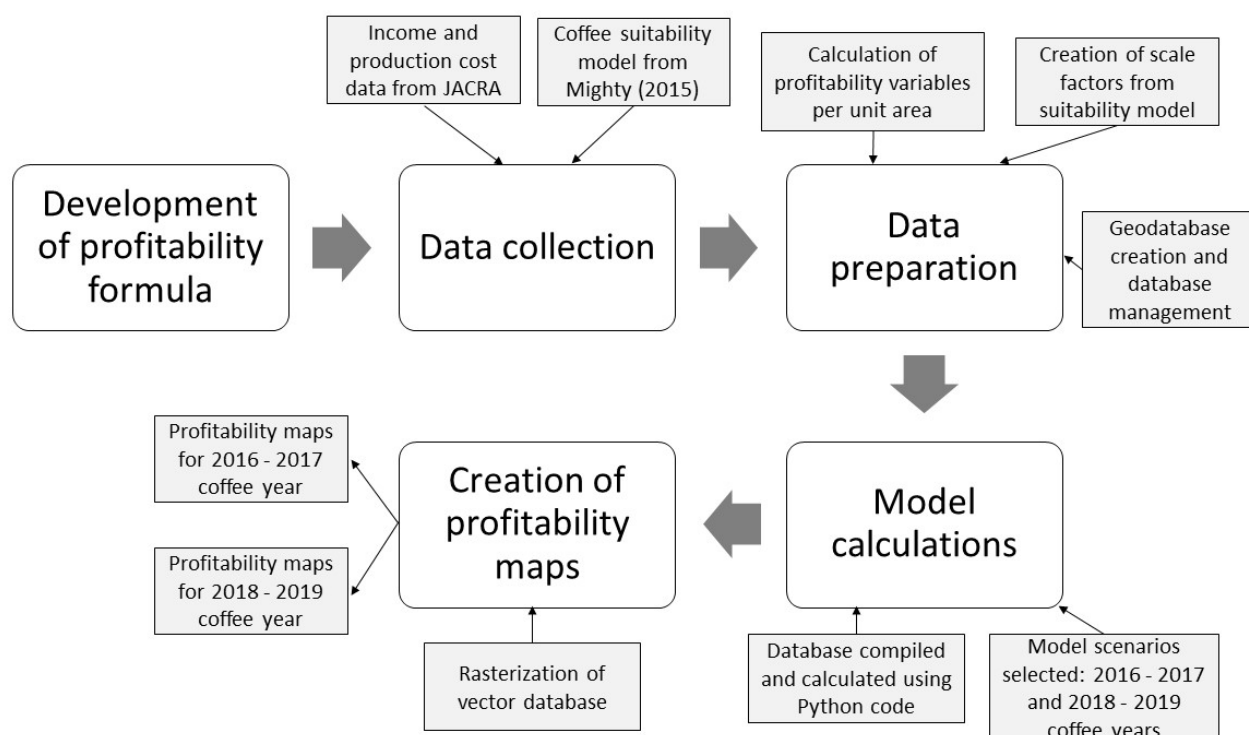 Income and
production cost
data from JACRA
Coffee suitability
model from
Mighty (2015)
Calculation of
profitability variables
per unit area
Creation of scale
factors from
suitability model
Development
of profitability
formula
Data collection
Data
preparation
Geodatabase
creation and
database
management
Profitability maps
for 2016 - 2017
coffee year
Profitability maps
for 2018 - 2019
coffee year
Creation of
profitability
maps
Model
calculations
Rasterization of
vector database
Database compiled
and calculated using
Python code
Model scenarios
selected: 2016 - 2017
and 2018 - 2019
coffee years